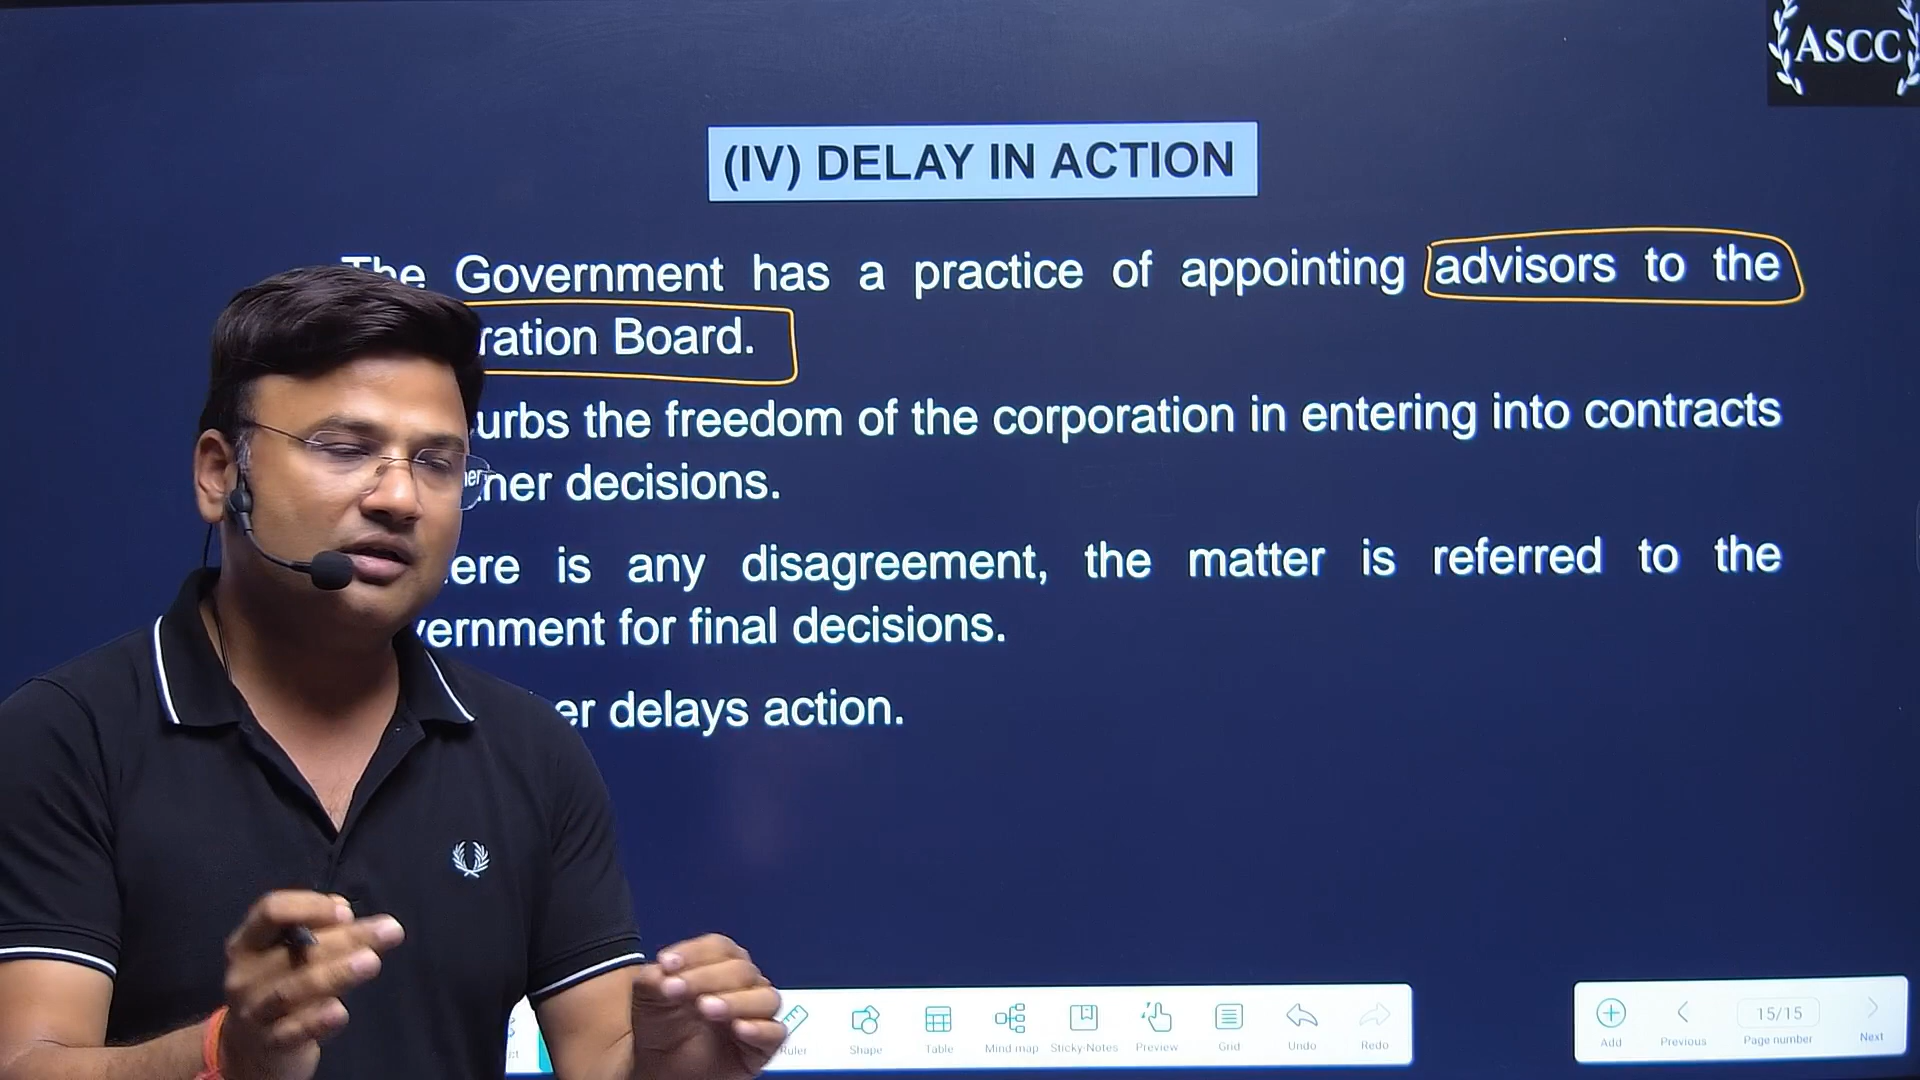 ASCC
(IV) DELAY IN ACTION
The Government has a practice of appointing advisors to the
ration Board.
urbs the freedom of the corporation in entering into contracts
her decisions.
ere is any disagreement, the matter is referred to the
vernment for final decisions.
er delays action.
Ruler Shape Table Mind map Sticky-Notes Preview Grid Undo Redo
Add Previous 15/15 Page number Next